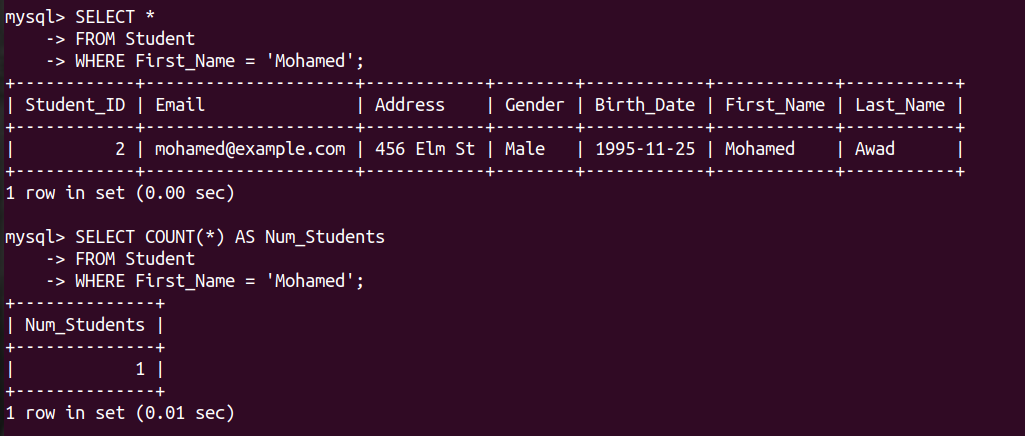 mysql> SELECT *
    -> FROM Student
    -> WHERE First_Name = 'Mohamed';
+------------+---------------------+------------+--------+------------+------------+-----------+
| Student_ID | Email               | Address    | Gender | Birth_Date | First_Name | Last_Name |
+------------+---------------------+------------+--------+------------+------------+-----------+
|          2 | mohamed@example.com | 456 Elm St | Male   | 1995-11-25 | Mohamed    | Awad      |
+------------+---------------------+------------+--------+------------+------------+-----------+
1 row in set (0.00 sec)

mysql> SELECT COUNT(*) AS Num_Students
    -> FROM Student
    -> WHERE First_Name = 'Mohamed';
+--------------+
| Num_Students |
+--------------+
|            1 |
+--------------+
1 row in set (0.01 sec)